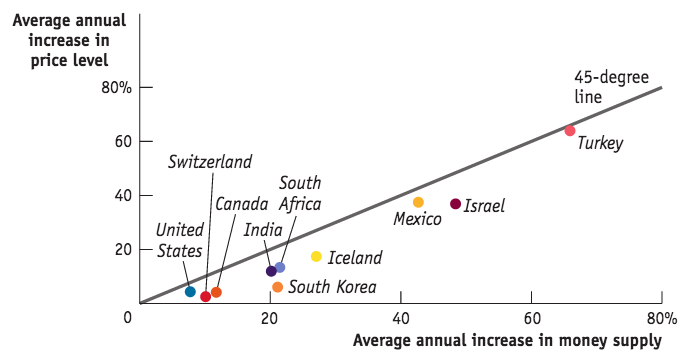 Average annual
increase in
price level
80%
60
40
20
0
20
40
60
80%
Average annual increase in money supply
45-degree
line
Turkey
Switzerland
South
Africa
Canada
India
United
States
Mexico
Israel
Iceland
South Korea